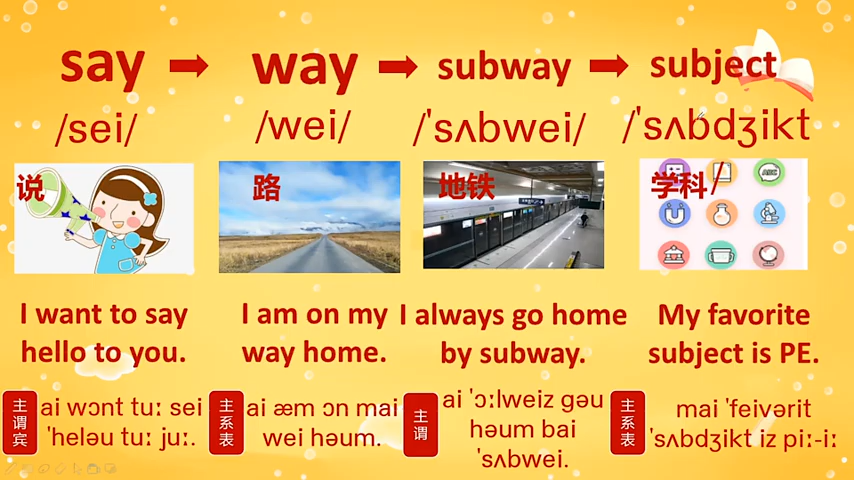 say → way → subway → subject
/sei/ /wei/ /ˈsʌbwei/ /ˈsʌbdʒikt/
说 路 地铁 学科
ABC
I want to say
hello to you.
I am on my
way home.
I always go home
by subway.
My favorite
subject is PE.
主谓宾
ai wɔnt tuː sei
ˈheləu tuː juː.
主系表
ai æm ɔn mai
wei həum.
主谓
ai ˈɔːlweiz gəu
həum bai
ˈsʌbwei.
主系表
mai ˈfeivərit
ˈsʌbdʒikt iz piː-iː